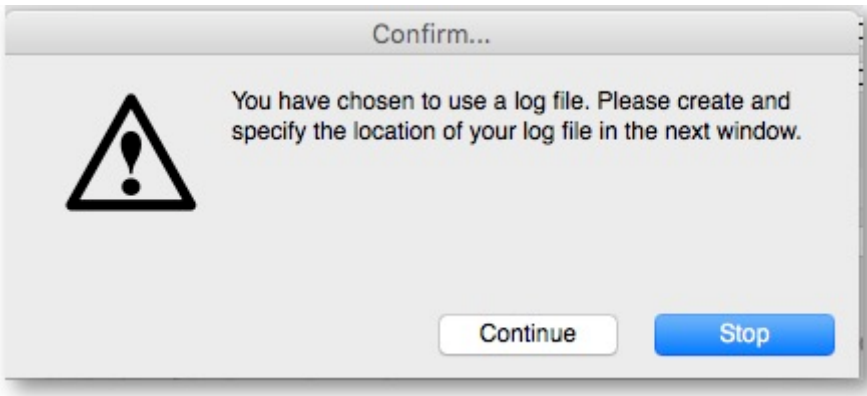 Confirm...
You have chosen to use a log file. Please create and
specify the location of your log file in the next window.
Continue
Stop